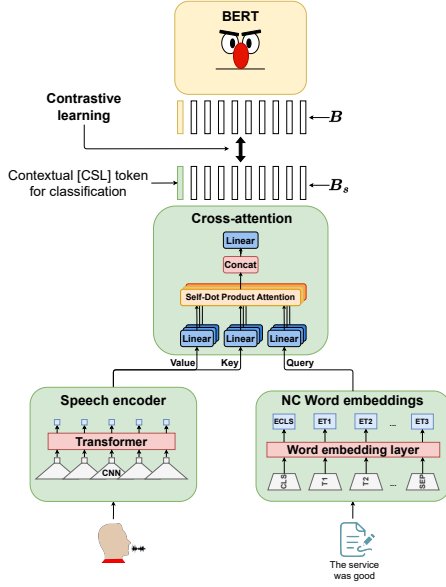 BERT
Contrastive
learning
B
Contextual [CSL] token
for classification
B_s
Cross-attention
Linear
Concat
Self-Dot Product Attention
Linear Linear Linear
Value Key Query
Speech encoder
Transformer
CNN
NC Word embeddings
ECLS ET1 ET2 ... ET3
Word embedding layer
CLS T1 T2 ... SEP
The service
was good